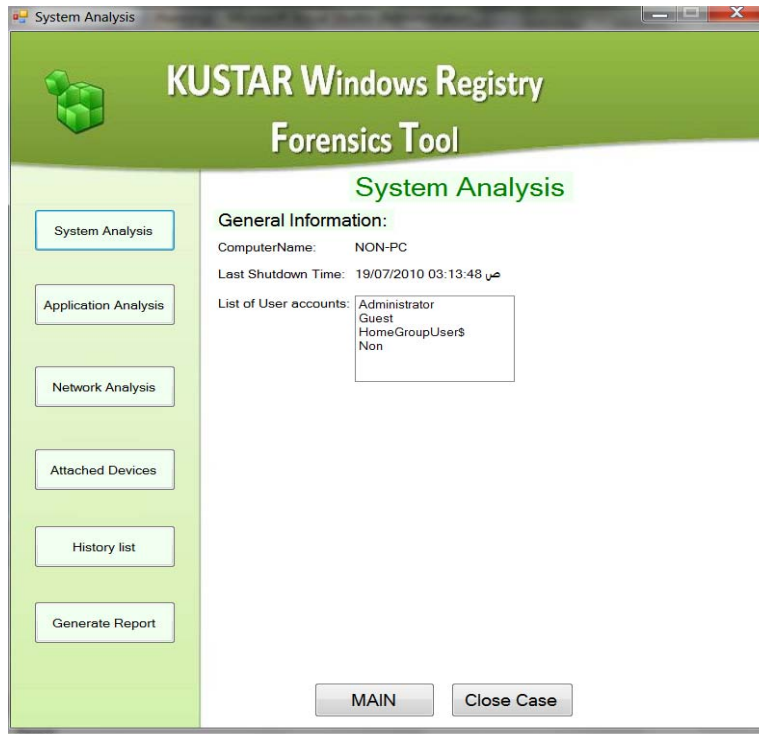 System Analysis
KUSTAR Windows Registry
Forensics Tool
System Analysis
Application Analysis
Network Analysis
Attached Devices
History list
Generate Report
System Analysis
General Information:
ComputerName: NON-PC
Last Shutdown Time: 19/07/2010 03:13:48 ص
List of User accounts: Administrator
Guest
HomeGroupUser$
Non
MAIN Close Case